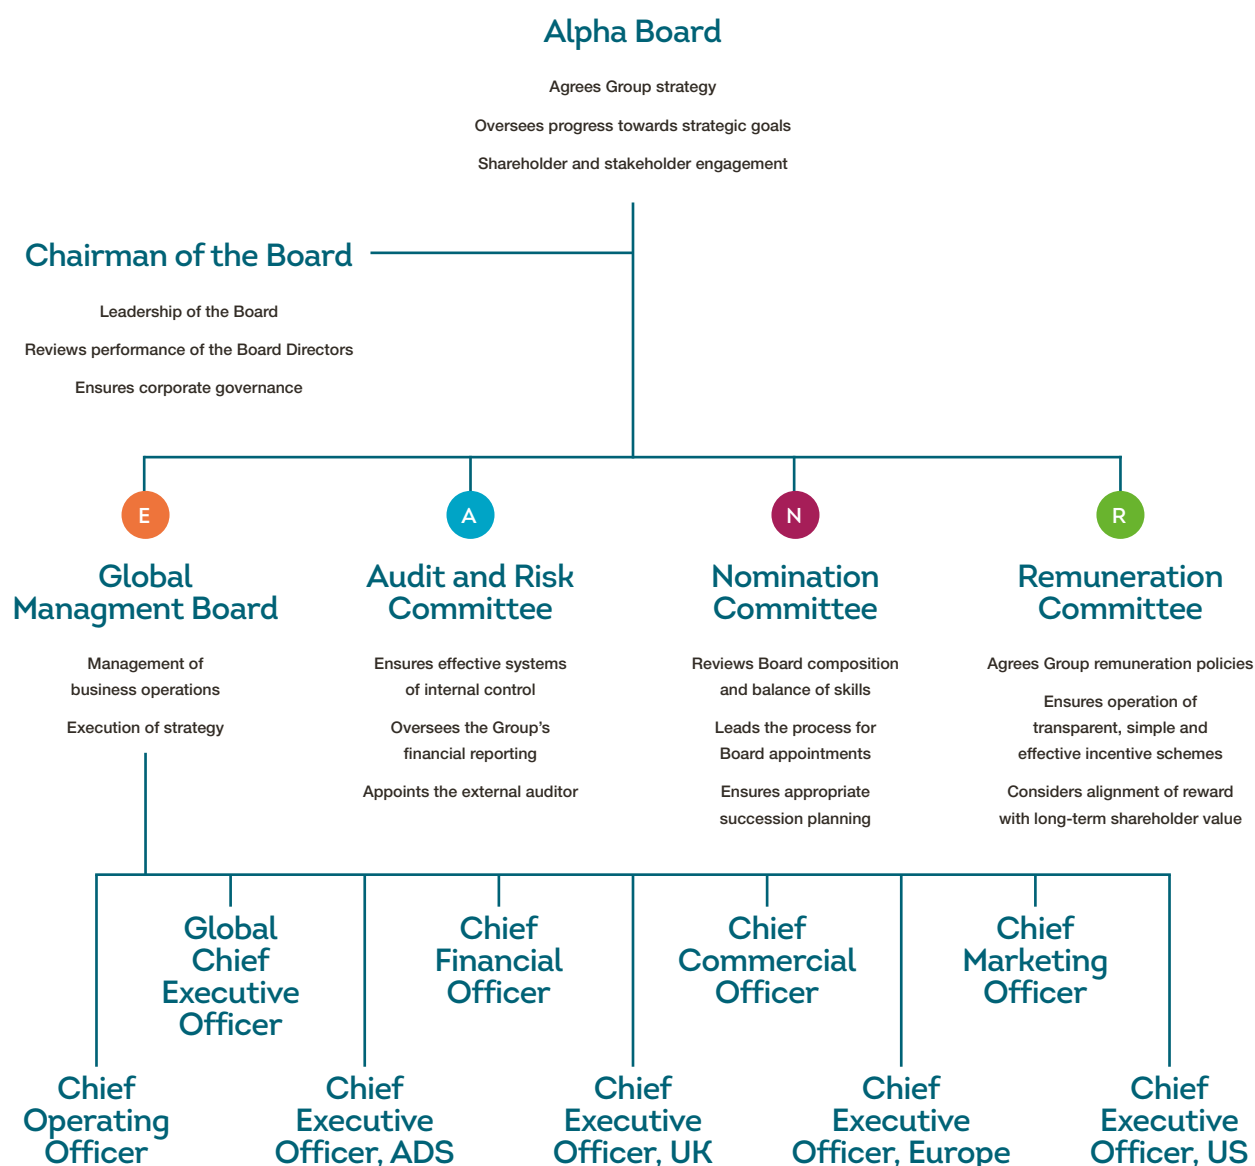 Alpha Board
Agrees Group strategy
Oversees progress towards strategic goals
Shareholder and stakeholder engagement
Chairman of the Board
Leadership of the Board
Reviews performance of the Board Directors
Ensures corporate governance
E
Global
Managment Board
Management of
business operations
Execution of strategy
A
Audit and Risk
Committee
Ensures effective systems
of internal control
Oversees the Group's
financial reporting
Appoints the external auditor
N
Nomination
Committee
Reviews Board composition
and balance of skills
Leads the process for
Board appointments
Ensures appropriate
succession planning
R
Remuneration
Committee
Agrees Group remuneration policies
Ensures operation of
transparent, simple and
effective incentive schemes
Considers alignment of reward
with long-term shareholder value
Global
Chief
Executive
Officer
Chief
Financial
Officer
Chief
Commercial
Officer
Chief
Marketing
Officer
Chief
Operating
Officer
Chief
Executive
Officer, ADS
Chief
Executive
Officer, UK
Chief
Executive
Officer, Europe
Chief
Executive
Officer, US